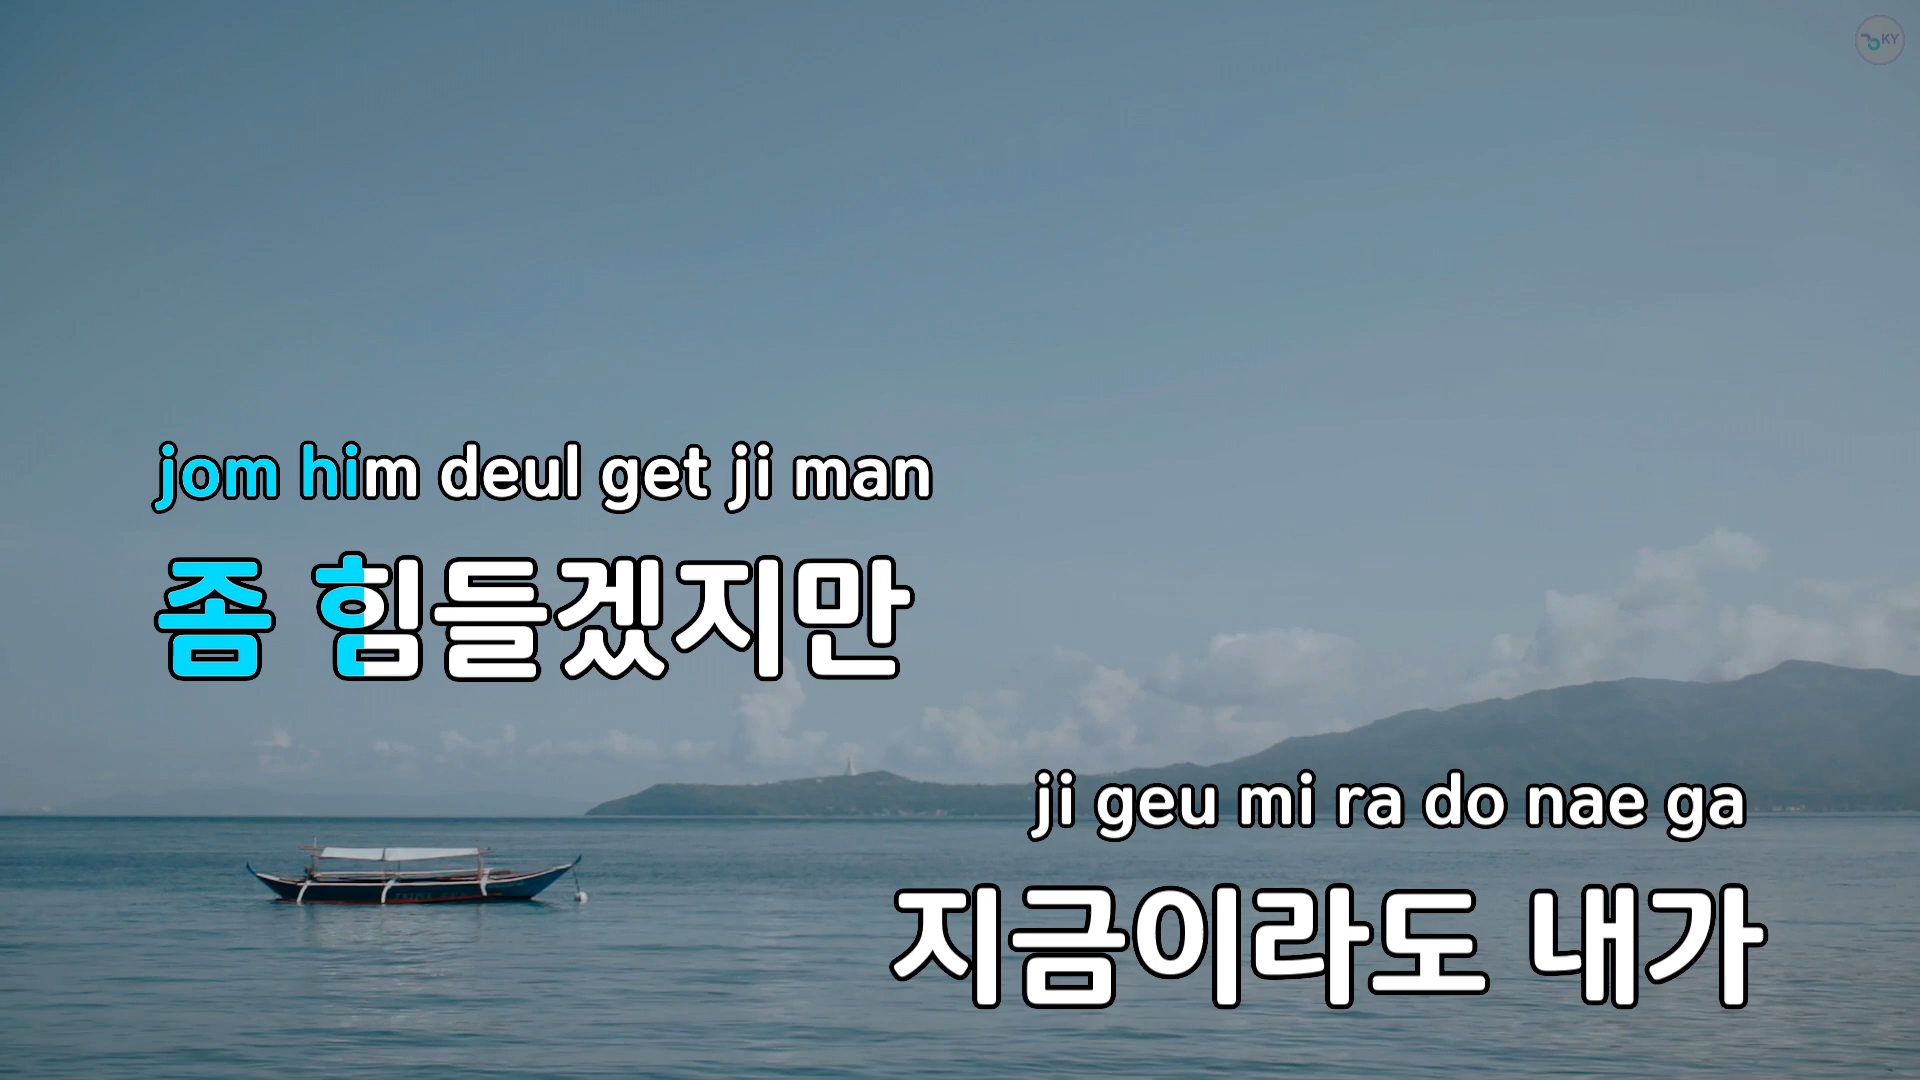 KY
jom him deul get ji man
좀 힘들겠지만
ji geu mi ra do nae ga
지금이라도 내가